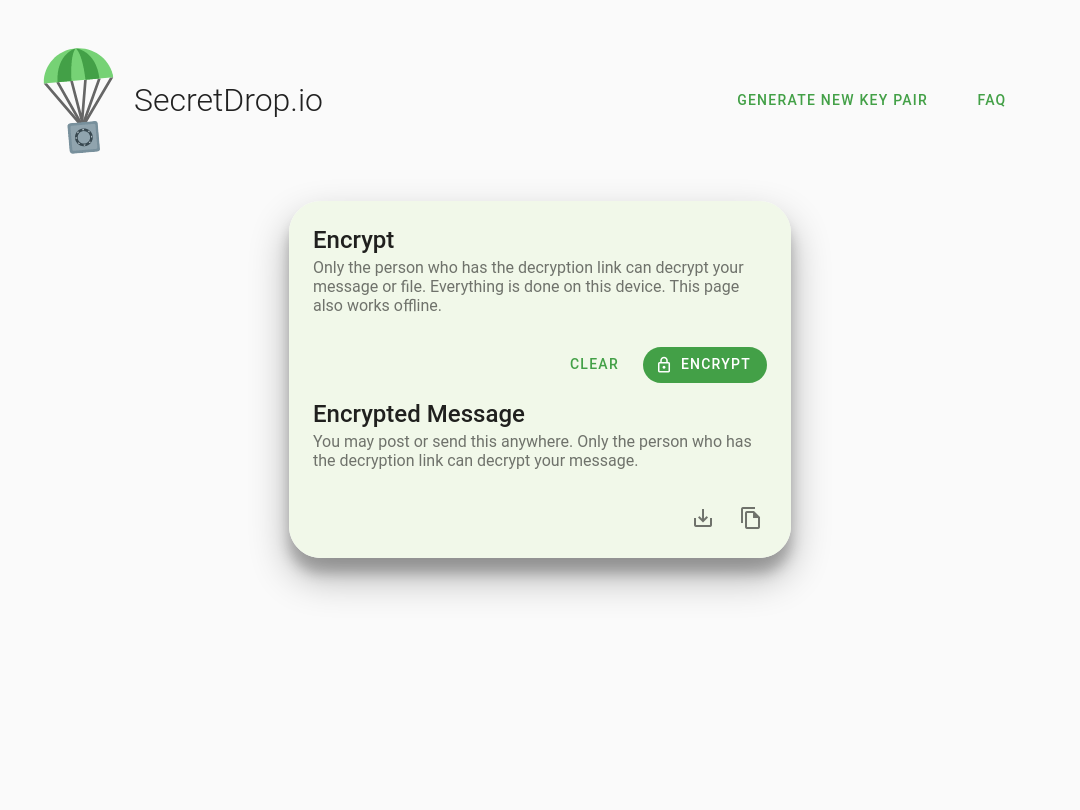 SecretDrop.io
GENERATE NEW KEY PAIR
FAQ
Encrypt
Only the person who has the decryption link can decrypt your
message or file. Everything is done on this device. This page
also works offline.
CLEAR
ENCRYPT
Encrypted Message
You may post or send this anywhere. Only the person who has
the decryption link can decrypt your message.